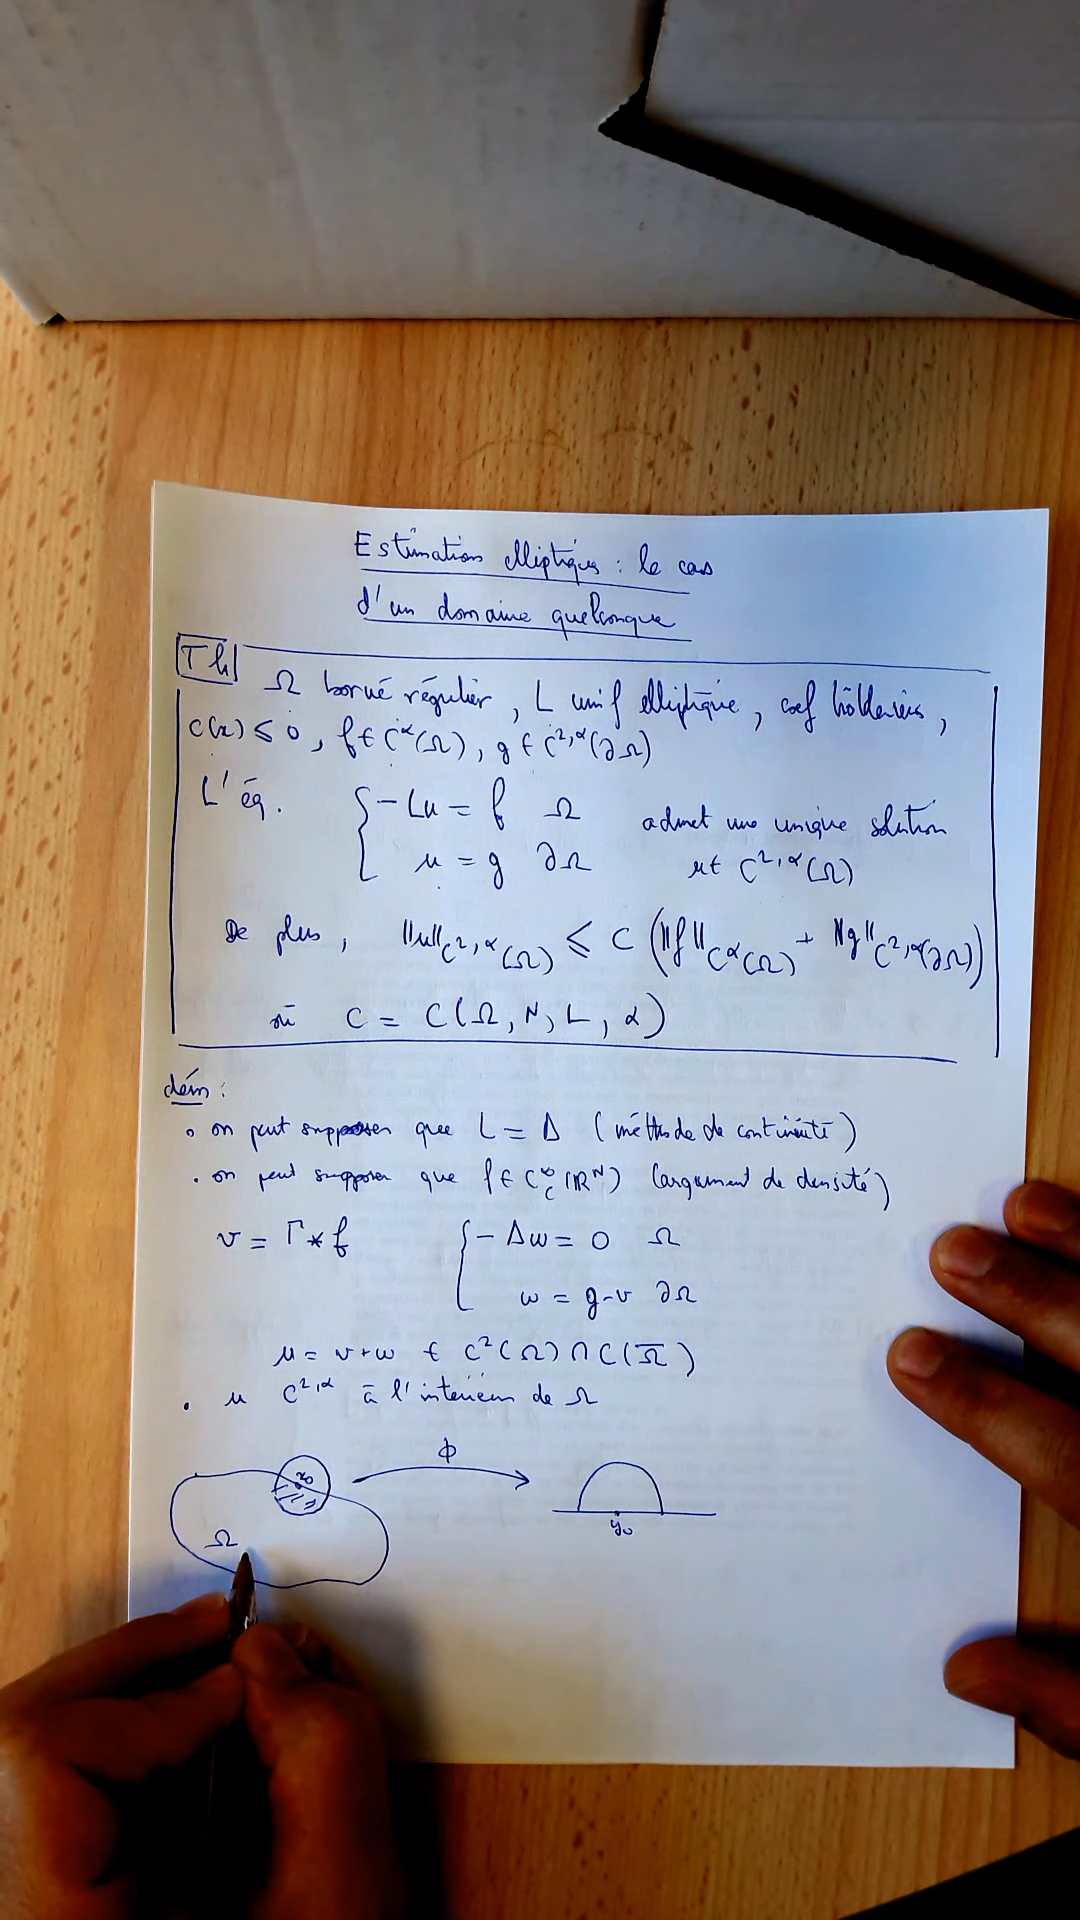 Estimations elliptiques : le cas
d'un domaine quelconque
Th
Ω borné régulier, L unif elliptique, coef höldériens,
c(x) ⩽ 0, f ∈ C^α(Ω), g ∈ C^{2,α}(∂Ω)
L'éq. { -Lu = f Ω admet une unique solution
u = g ∂Ω u ∈ C^{2,α}(Ω)
De plus, ||u||_{C^{2,α}(Ω)} ⩽ C (||f||_{C^α(Ω)} + ||g||_{C^{2,α}(∂Ω)})
où C = C(Ω, N, L, α)
dém :
• on peut supposer que L = Δ (méthode de continuité)
• on peut supposer que f ∈ C_c^∞(ℝ^N) (argument de densité)
v = Γ * f { -Δw = 0 Ω
w = g-v ∂Ω
u = v+w ∈ C²(Ω) ∩ C(Ω̅)
• u C^{2,α} à l'intérieur de Ω
ϕ
x₀
Ω
y₀